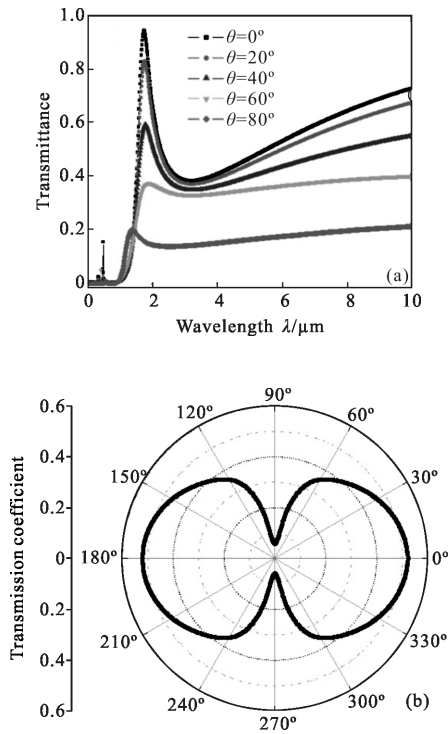 1.0
0.8
0.6
0.4
0.2
0
Transmittance
θ=0°
θ=20°
θ=40°
θ=60°
θ=80°
(a)
0 2 4 6 8 10
Wavelength λ/μm
0.6
0.4
0.2
0
0.2
0.4
0.6
Transmission coefficient
90°
120° 60°
150° 30°
180° 0°
210° 330°
240° 300°
270°
(b)